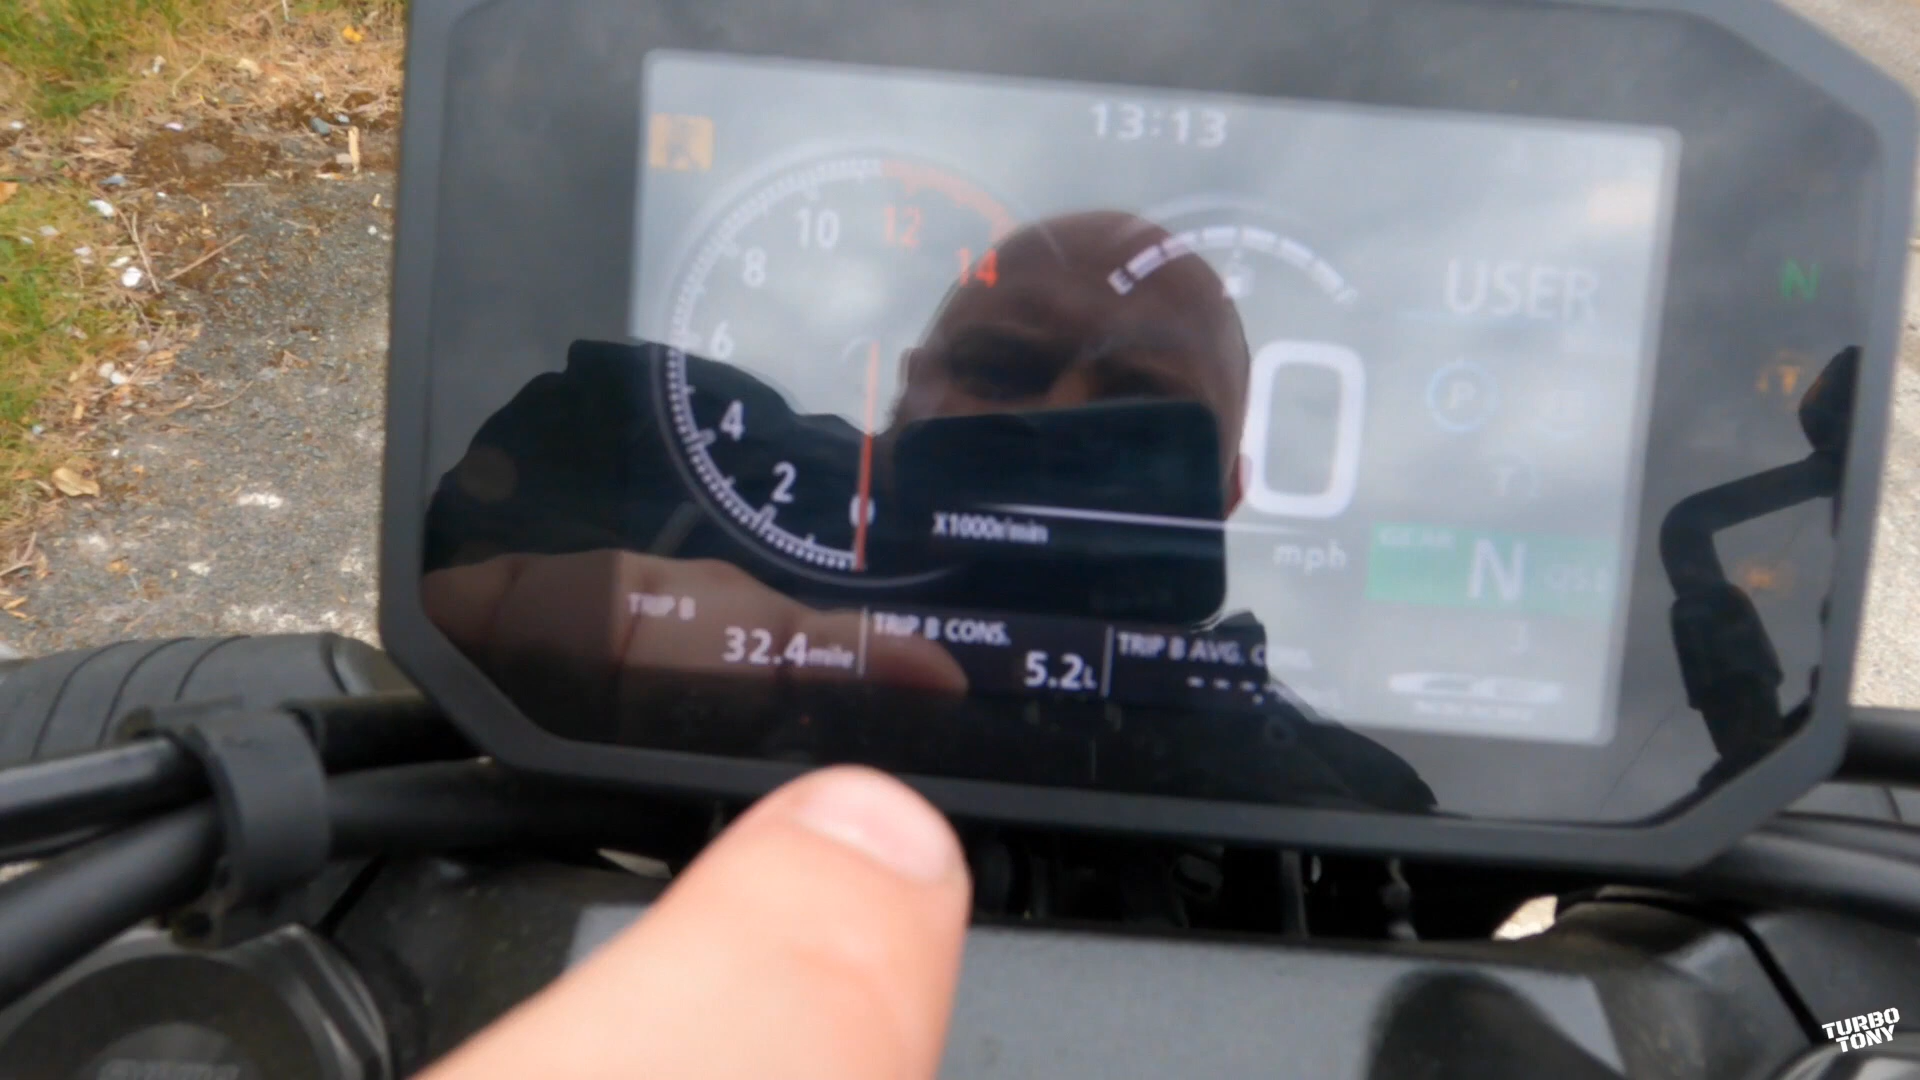 13:13
10
12
8
14
6
4
2
0
X1000r/min
E
F
0
mph
USER
P
T
N
GEAR
N
TRIP B
32.4mile
TRIP B CONS.
5.2L
TRIP B AVG.
TURBO
TONY